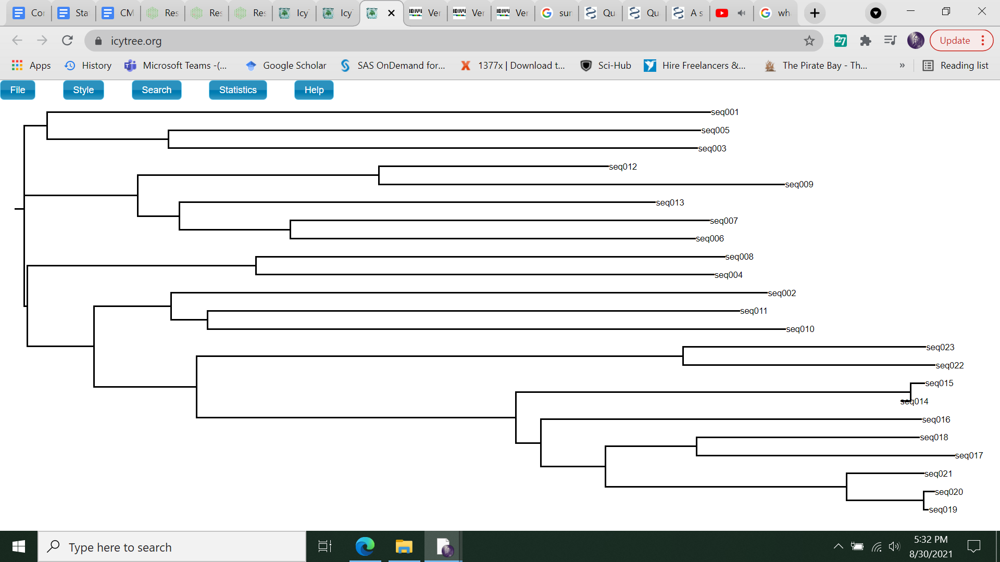 Cor Sta CM Res Res Res Icy Icy Ver Ver Ver sur Qu Qu A s wh
icytree.org 27 Update
Apps History Microsoft Teams -(... Google Scholar SAS OnDemand for... 1377x | Download t... Sci-Hub Hire Freelancers &... The Pirate Bay - Th... » Reading list
File Style Search Statistics Help
seq001
seq005
seq003
seq012
seq009
seq013
seq007
seq006
seq008
seq004
seq002
seq011
seq010
seq023
seq022
seq015
seq014
seq016
seq018
seq017
seq021
seq020
seq019
Type here to search
5:32 PM
8/30/2021